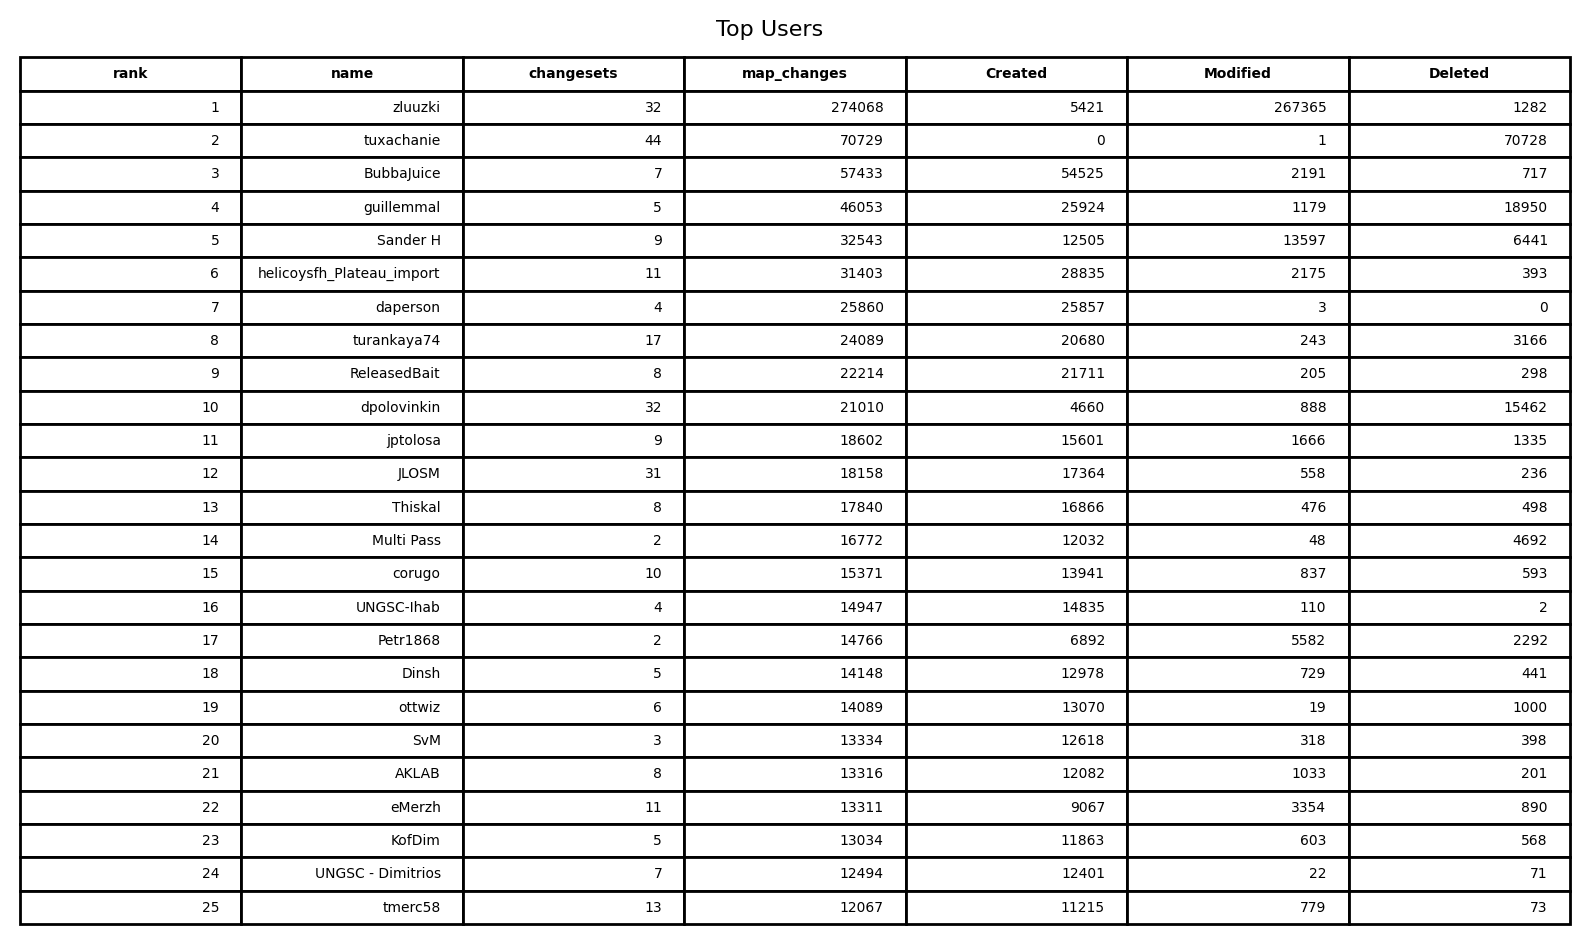 Top Users
rank name changesets map_changes Created Modified Deleted
1 zluuzki 32 274068 5421 267365 1282
2 tuxachanie 44 70729 0 1 70728
3 BubbaJuice 7 57433 54525 2191 717
4 guillemmal 5 46053 25924 1179 18950
5 Sander H 9 32543 12505 13597 6441
6 helicoysfh_Plateau_import 11 31403 28835 2175 393
7 daperson 4 25860 25857 3 0
8 turankaya74 17 24089 20680 243 3166
9 ReleasedBait 8 22214 21711 205 298
10 dpolovinkin 32 21010 4660 888 15462
11 jptolosa 9 18602 15601 1666 1335
12 JLOSM 31 18158 17364 558 236
13 Thiskal 8 17840 16866 476 498
14 Multi Pass 2 16772 12032 48 4692
15 corugo 10 15371 13941 837 593
16 UNGSC-Ihab 4 14947 14835 110 2
17 Petr1868 2 14766 6892 5582 2292
18 Dinsh 5 14148 12978 729 441
19 ottwiz 6 14089 13070 19 1000
20 SvM 3 13334 12618 318 398
21 AKLAB 8 13316 12082 1033 201
22 eMerzh 11 13311 9067 3354 890
23 KofDim 5 13034 11863 603 568
24 UNGSC - Dimitrios 7 12494 12401 22 71
25 tmerc58 13 12067 11215 779 73